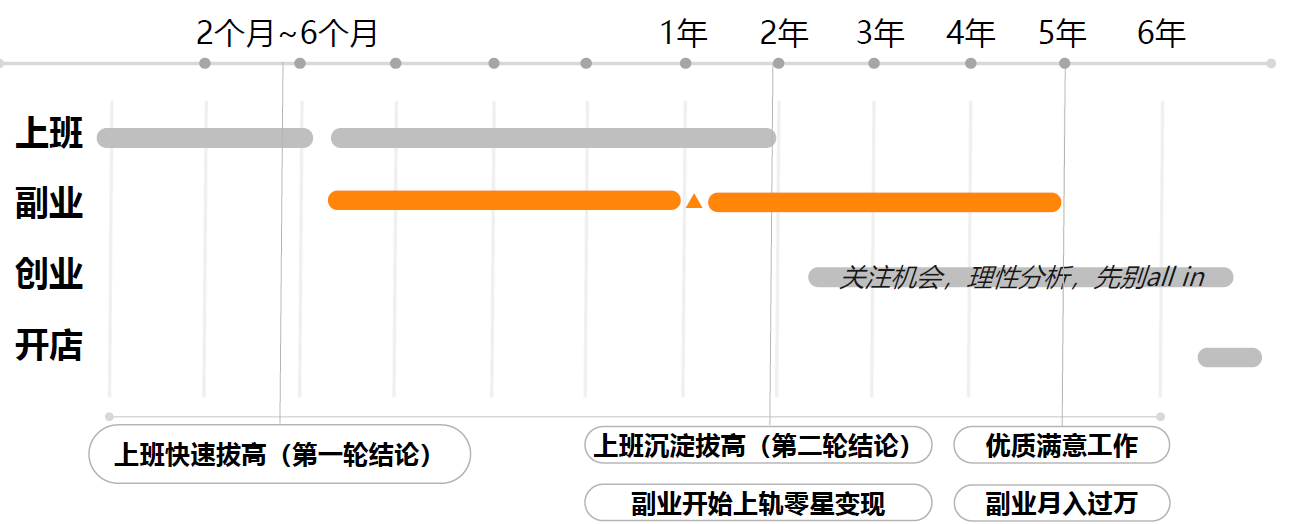 2个月~6个月 1年 2年 3年 4年 5年 6年
上班
副业
创业
关注机会，理性分析，先别all in
开店
上班快速拔高（第一轮结论）
上班沉淀拔高（第二轮结论）
优质满意工作
副业开始上轨零星变现
副业月入过万